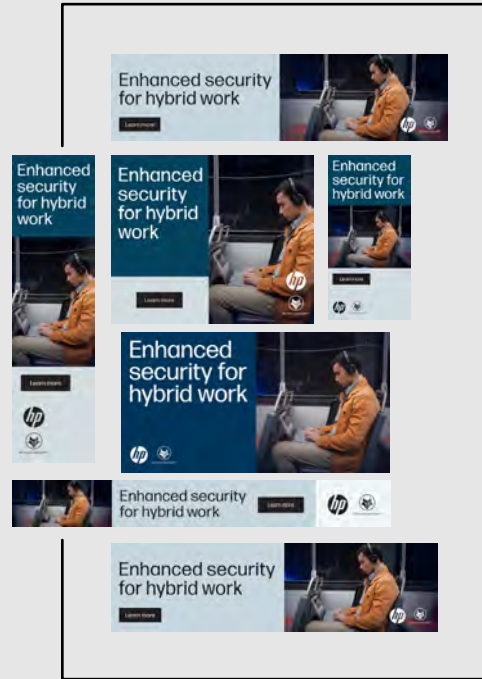 Enhanced security
for hybrid work
Learn more
hp
Enhanced
security
for hybrid
work
Learn more
hp
Enhanced
security
for hybrid
work
Learn more
hp
Enhanced
security for
hybrid work
Learn more
hp
Enhanced
security for
hybrid work
hp
Enhanced security
for hybrid work
Learn more
hp
Enhanced security
for hybrid work
Learn more
hp